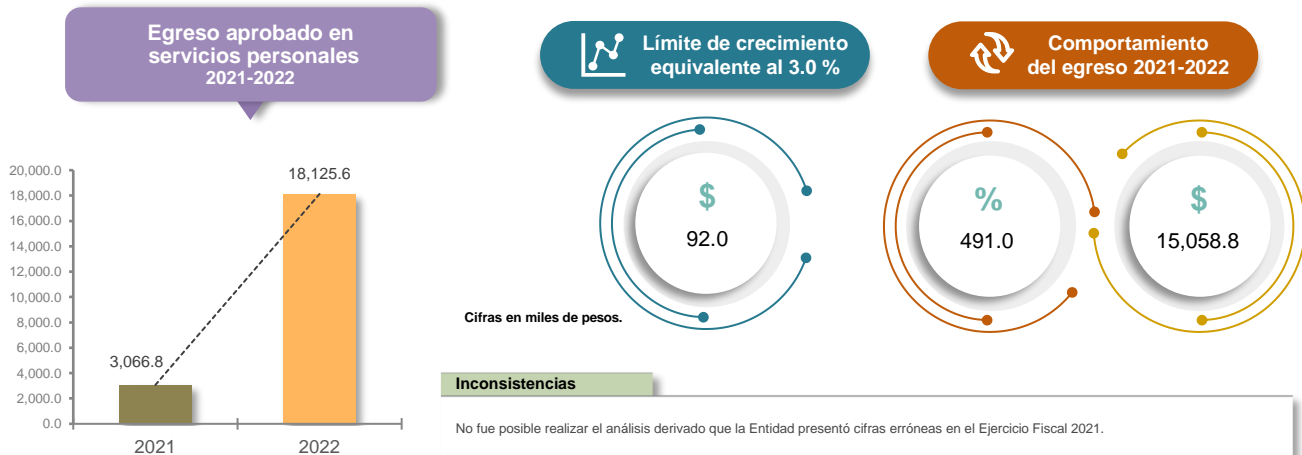 Egreso aprobado en
servicios personales
2021-2022
Límite de crecimiento
equivalente al 3.0 %
Comportamiento
del egreso 2021-2022
20,000.0
18,000.0
16,000.0
14,000.0
12,000.0
10,000.0
8,000.0
6,000.0
4,000.0
2,000.0
0.0
3,066.8
18,125.6
2021
2022
$
92.0
%
491.0
$
15,058.8
Cifras en miles de pesos.
Inconsistencias
No fue posible realizar el análisis derivado que la Entidad presentó cifras erróneas en el Ejercicio Fiscal 2021.